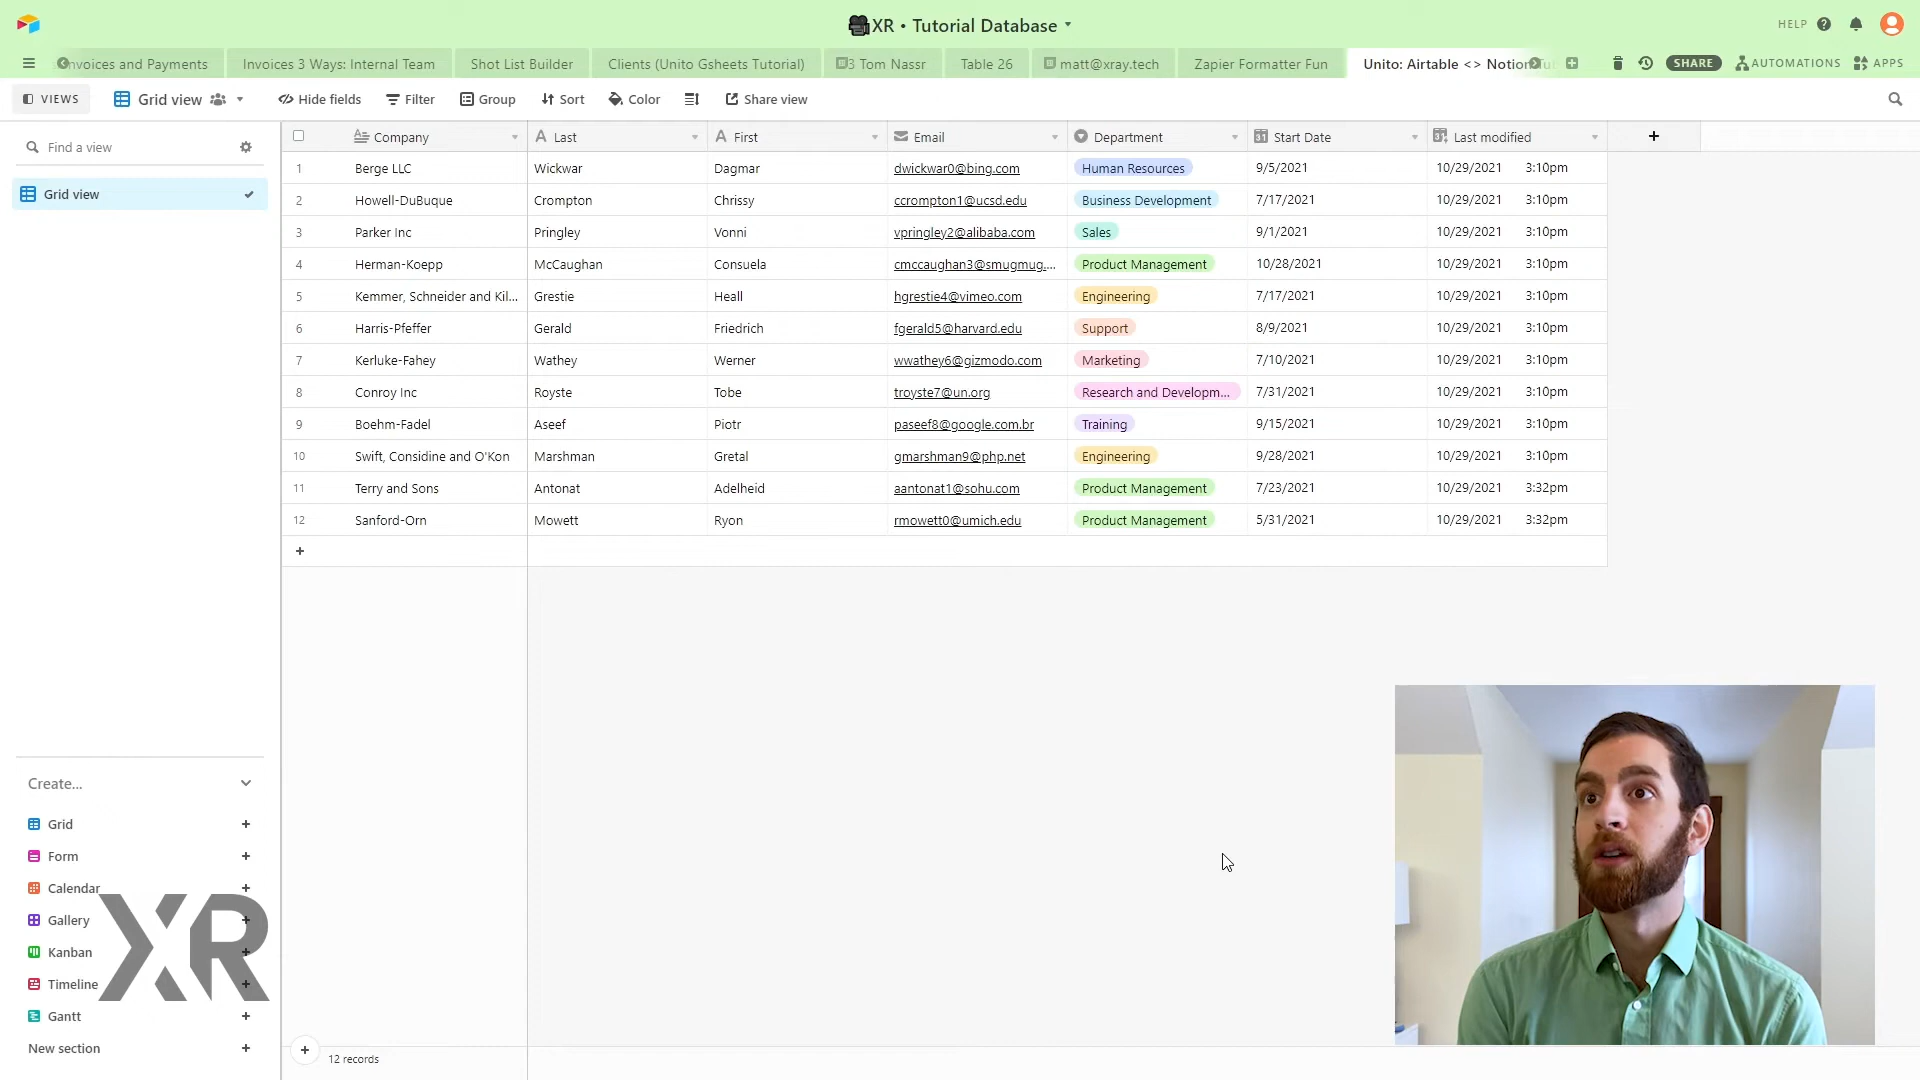 XR • Tutorial Database
HELP
Invoices and Payments
Invoices 3 Ways: Internal Team
Shot List Builder
Clients (Unito Gsheets Tutorial)
3 Tom Nassr
Table 26
matt@xray.tech
Zapier Formatter Fun
Unito: Airtable <> Notion Tu
SHARE
AUTOMATIONS
APPS
VIEWS
Grid view
Hide fields
Filter
Group
Sort
Color
Share view
Find a view
Grid view
Company Last First Email Department Start Date Last modified
1 Berge LLC Wickwar Dagmar dwickwar0@bing.com Human Resources 9/5/2021 10/29/2021 3:10pm
2 Howell-DuBuque Crompton Chrissy ccrompton1@ucsd.edu Business Development 7/17/2021 10/29/2021 3:10pm
3 Parker Inc Pringley Vonni vpringley2@alibaba.com Sales 9/1/2021 10/29/2021 3:10pm
4 Herman-Koepp McCaughan Consuela cmccaughan3@smugmug.... Product Management 10/28/2021 10/29/2021 3:10pm
5 Kemmer, Schneider and Kil... Grestie Heall hgrestie4@vimeo.com Engineering 7/17/2021 10/29/2021 3:10pm
6 Harris-Pfeffer Gerald Friedrich fgerald5@harvard.edu Support 8/9/2021 10/29/2021 3:10pm
7 Kerluke-Fahey Wathey Werner wwathey6@gizmodo.com Marketing 7/10/2021 10/29/2021 3:10pm
8 Conroy Inc Royste Tobe troyste7@un.org Research and Developm... 7/31/2021 10/29/2021 3:10pm
9 Boehm-Fadel Aseef Piotr paseef8@google.com.br Training 9/15/2021 10/29/2021 3:10pm
10 Swift, Considine and O'Kon Marshman Gretal gmarshman9@php.net Engineering 9/28/2021 10/29/2021 3:10pm
11 Terry and Sons Antonat Adelheid aantonat1@sohu.com Product Management 7/23/2021 10/29/2021 3:32pm
12 Sanford-Orn Mowett Ryon rmowett0@umich.edu Product Management 5/31/2021 10/29/2021 3:32pm
Create...
Grid
Form
Calendar
Gallery
Kanban
Timeline
Gantt
New section
XR
12 records